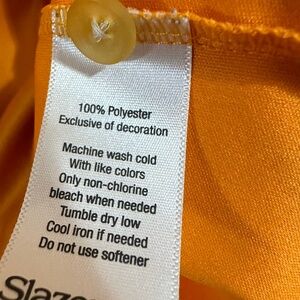 100% Polyester
Exclusive of decoration
Machine wash cold
With like colors
Only non-chlorine
bleach when needed
Tumble dry low
Cool iron if needed
Do not use softener